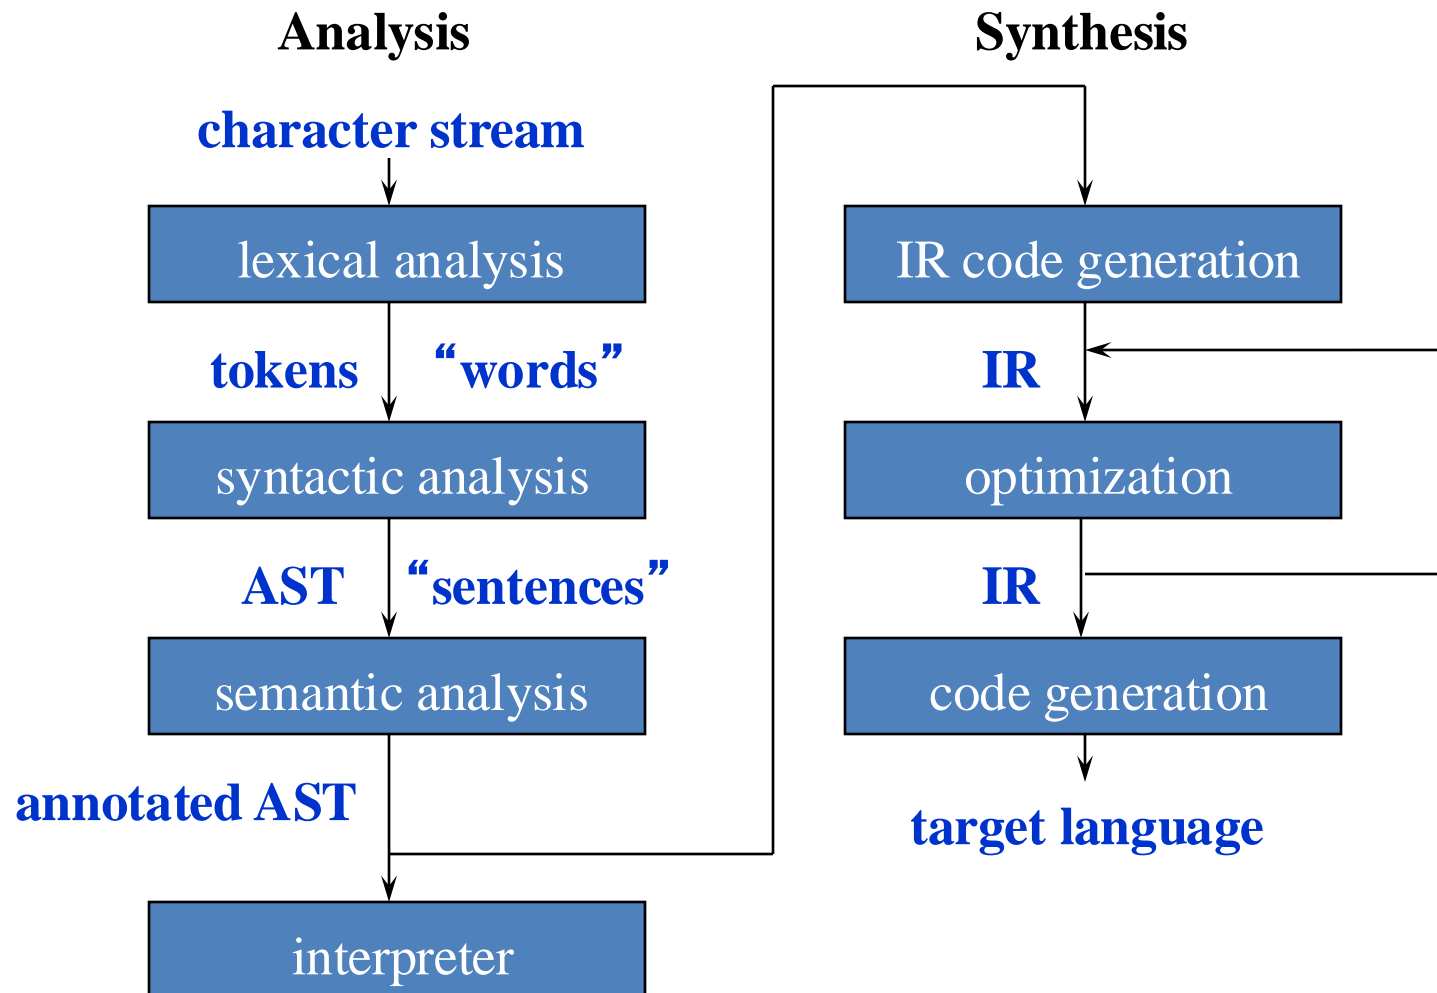 Analysis
character stream
lexical analysis
tokens “words”
syntactic analysis
AST “sentences”
semantic analysis
annotated AST
interpreter
Synthesis
IR code generation
IR
optimization
IR
code generation
target language